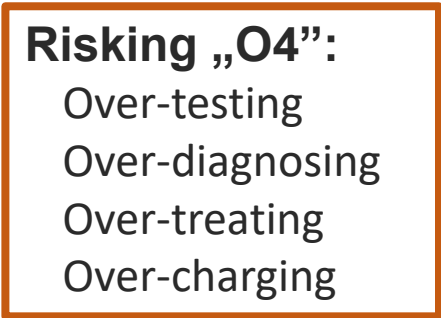 Risking „O4”:
Over-testing
Over-diagnosing
Over-treating
Over-charging